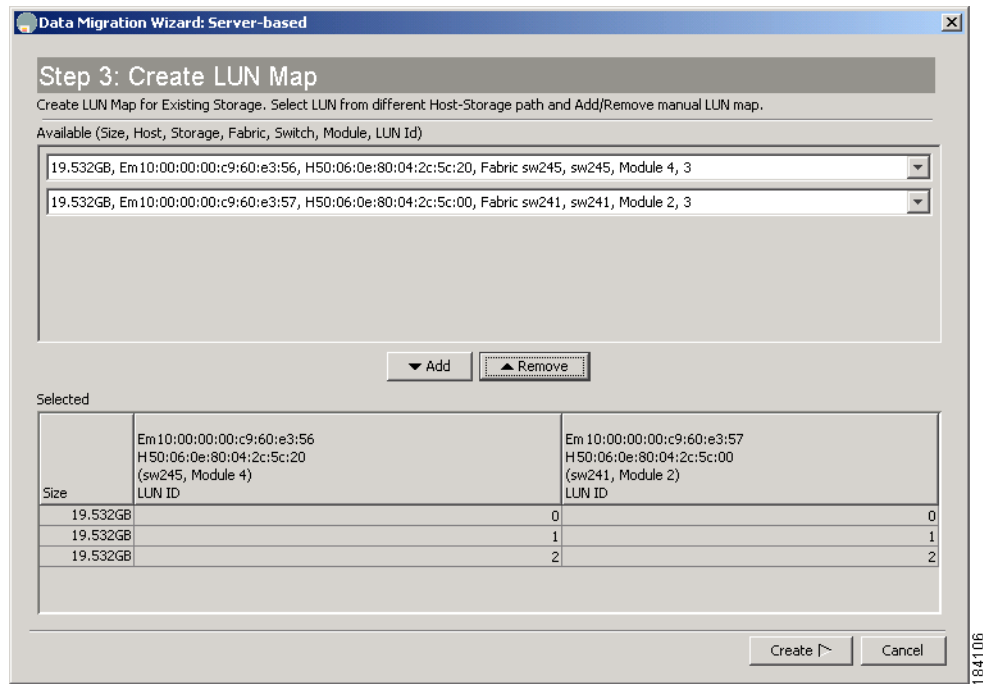 Data Migration Wizard: Server-based
Step 3: Create LUN Map
Create LUN Map for Existing Storage. Select LUN from different Host-Storage path and Add/Remove manual LUN map.
Available (Size, Host, Storage, Fabric, Switch, Module, LUN Id)
19.532GB, Em10:00:00:00:c9:60:e3:56, H50:06:0e:80:04:2c:5c:20, Fabric sw245, sw245, Module 4, 3
19.532GB, Em10:00:00:00:c9:60:e3:57, H50:06:0e:80:04:2c:5c:00, Fabric sw241, sw241, Module 2, 3
Add Remove
Selected
Em10:00:00:00:c9:60:e3:56 Em10:00:00:00:c9:60:e3:57
H50:06:0e:80:04:2c:5c:20 H50:06:0e:80:04:2c:5c:00
(sw245, Module 4) (sw241, Module 2)
Size LUN ID LUN ID
19.532GB 0 0
19.532GB 1 1
19.532GB 2 2
Create Cancel
184106